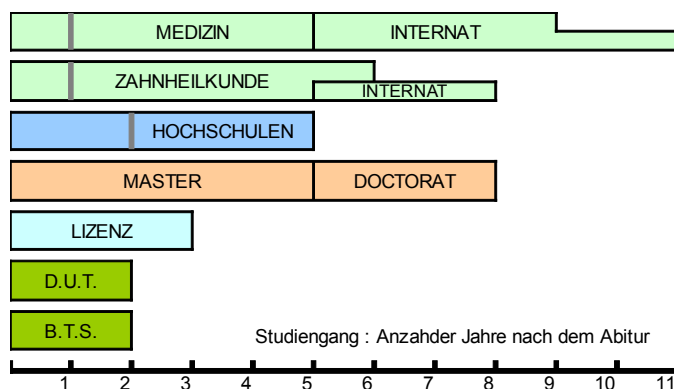 MEDIZIN INTERNAT
ZAHNHEILKUNDE
INTERNAT
HOCHSCHULEN
MASTER DOCTORAT
LIZENZ
D.U.T.
B.T.S.
Studiengang : Anzahder Jahre nach dem Abitur
1 2 3 4 5 6 7 8 9 10 11